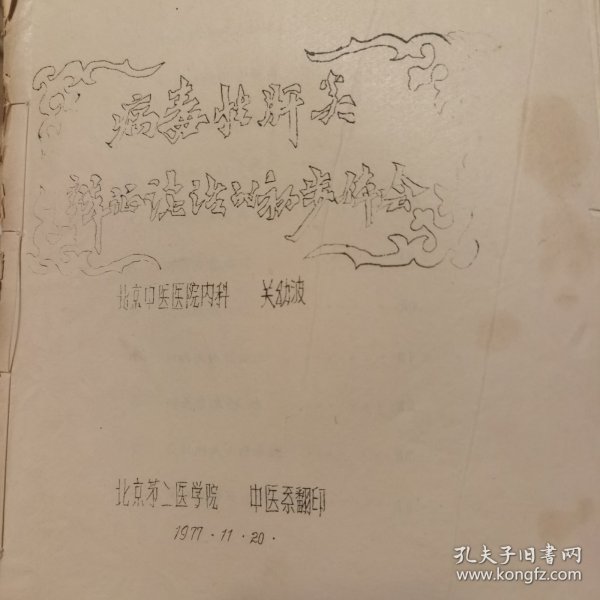 病毒性肝炎
辨证论治的初步体会
北京中医医院内科 关幼波
北京第二医学院 中医系翻印
1977.11.20.
孔夫子旧书网
www.kongfz.com